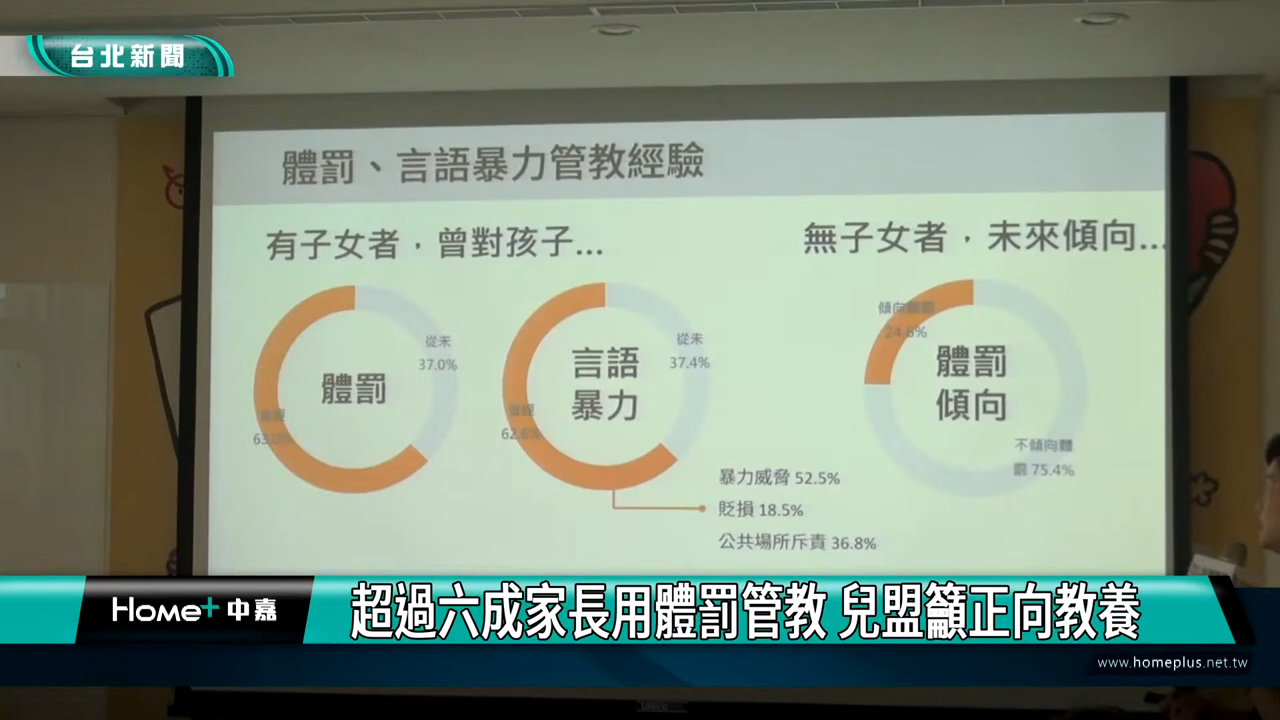 台北新聞
體罰、言語暴力管教經驗
有子女者，曾對孩子...
無子女者，未來傾向...
從未
37.0%
體罰
63.0%
從未
37.4%
言語
暴力
62.6%
暴力威脅 52.5%
貶損 18.5%
公共場所斥責 36.8%
傾向體罰
24.6%
體罰
傾向
不傾向體
罰 75.4%
Home+ 中嘉
超過六成家長用體罰管教 兒盟籲正向教養
www.homeplus.net.tw